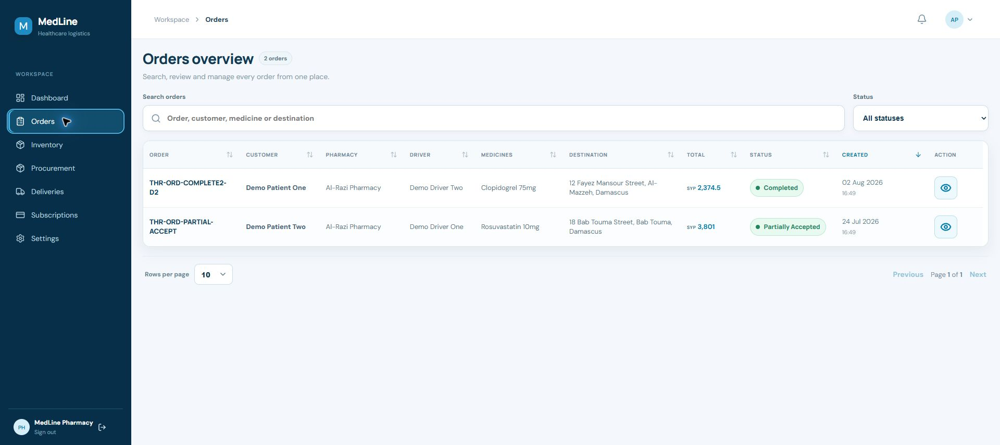 M
MedLine
Healthcare logistics
WORKSPACE
Dashboard
Orders
Inventory
Procurement
Deliveries
Subscriptions
Settings
PH
MedLine Pharmacy
Sign out
Workspace > Orders
AP
Orders overview
2 orders
Search, review and manage every order from one place.
Search orders
Order, customer, medicine or destination
Status
All statuses
ORDER CUSTOMER PHARMACY DRIVER MEDICINES DESTINATION TOTAL STATUS CREATED ACTION
THR-ORD-COMPLETE2-
D2
Demo Patient One
Al-Razi Pharmacy
Demo Driver Two
Clopidogrel 75mg
12 Fayez Mansour Street, Al-
Mazzeh, Damascus
SYP 2,374.5
Completed
02 Aug 2026
16:49
THR-ORD-PARTIAL-
ACCEPT
Demo Patient Two
Al-Razi Pharmacy
Demo Driver One
Rosuvastatin 10mg
18 Bab Touma Street, Bab Touma,
Damascus
SYP 3,801
Partially Accepted
24 Jul 2026
16:49
Rows per page 10
Previous Page 1 of 1 Next